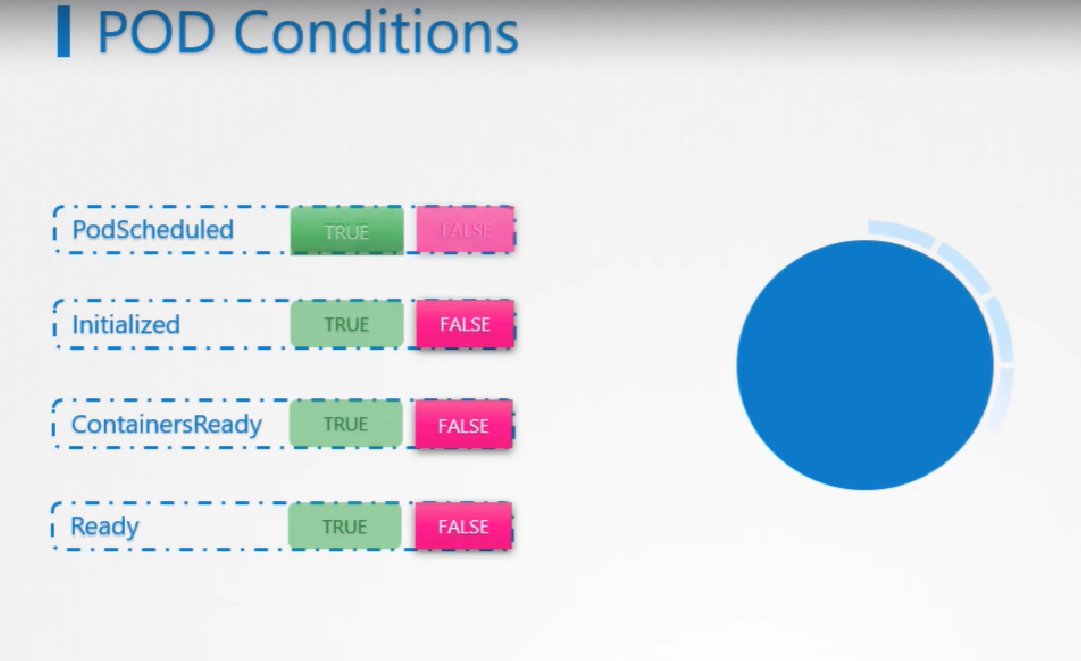 POD Conditions
PodScheduled TRUE FALSE
Initialized TRUE FALSE
ContainersReady TRUE FALSE
Ready TRUE FALSE